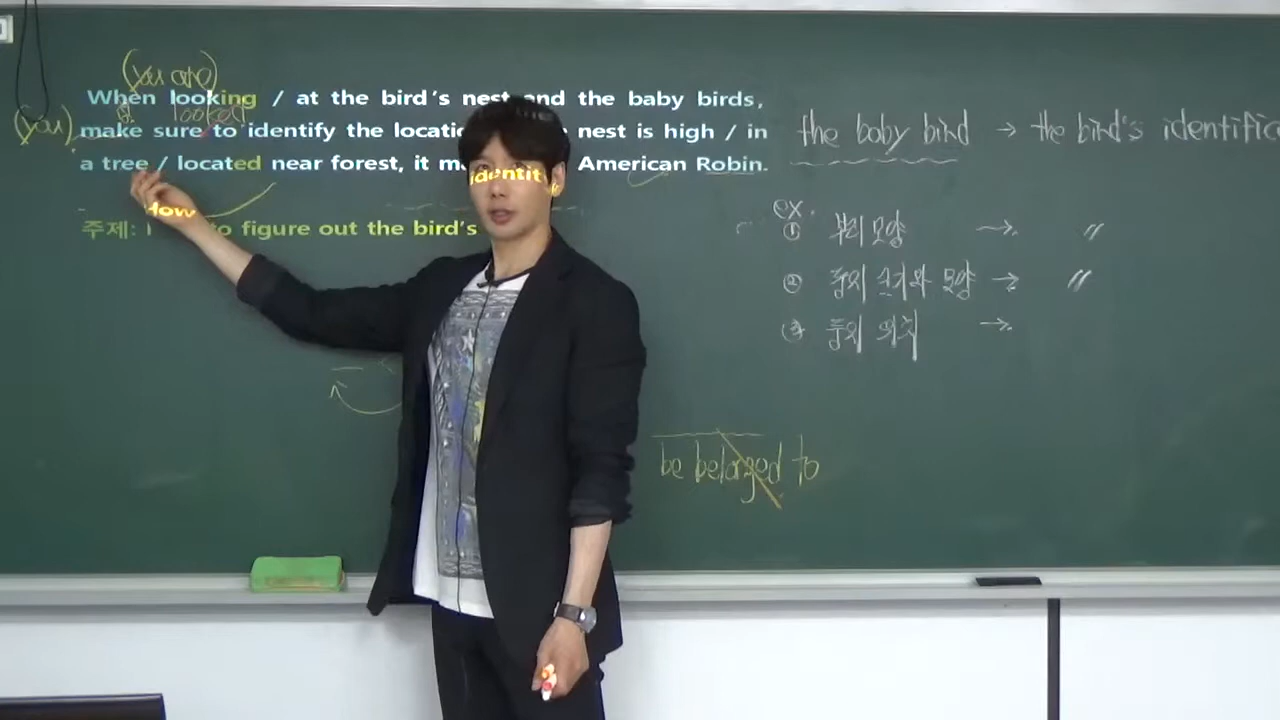 (you are)
When looking / at the bird's nest and the baby birds,
looked
(you) make sure to identify the locatio nest is high / in
a tree / located near forest, it m American Robin.
주제: How to figure out the bird's identity
the baby bird → the bird's identific
ex.
① 부리 모양 → 〃
② 둥지 크기와 모양 → 〃
③ 둥지 위치 →
be belonged to